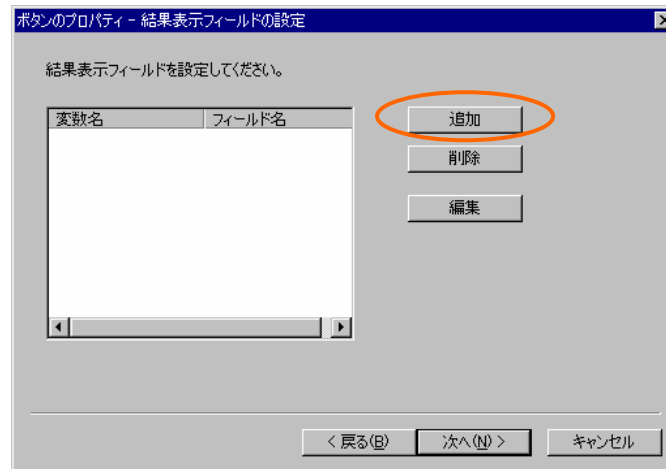 ボタンのプロパティ - 結果表示フィールドの設定
結果表示フィールドを設定してください。
変数名 フィールド名
追加
削除
編集
< 戻る(B) 次へ(N) > キャンセル